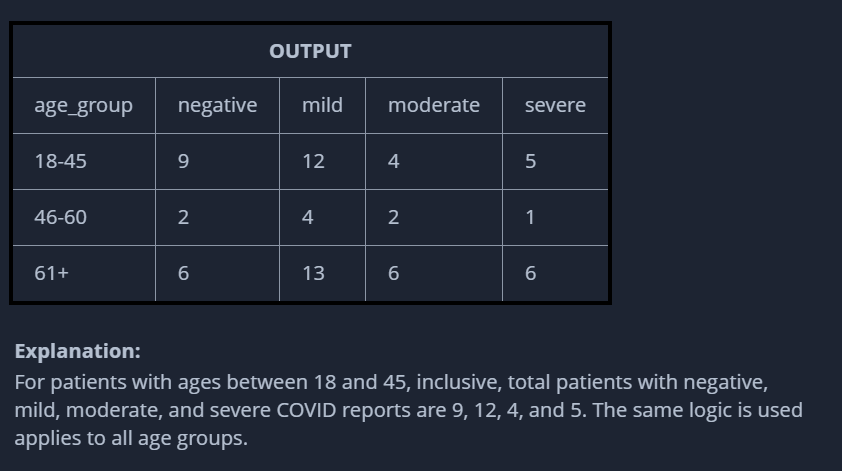 OUTPUT
age_group negative mild moderate severe
18-45 9 12 4 5
46-60 2 4 2 1
61+ 6 13 6 6
Explanation:
For patients with ages between 18 and 45, inclusive, total patients with negative,
mild, moderate, and severe COVID reports are 9, 12, 4, and 5. The same logic is used
applies to all age groups.